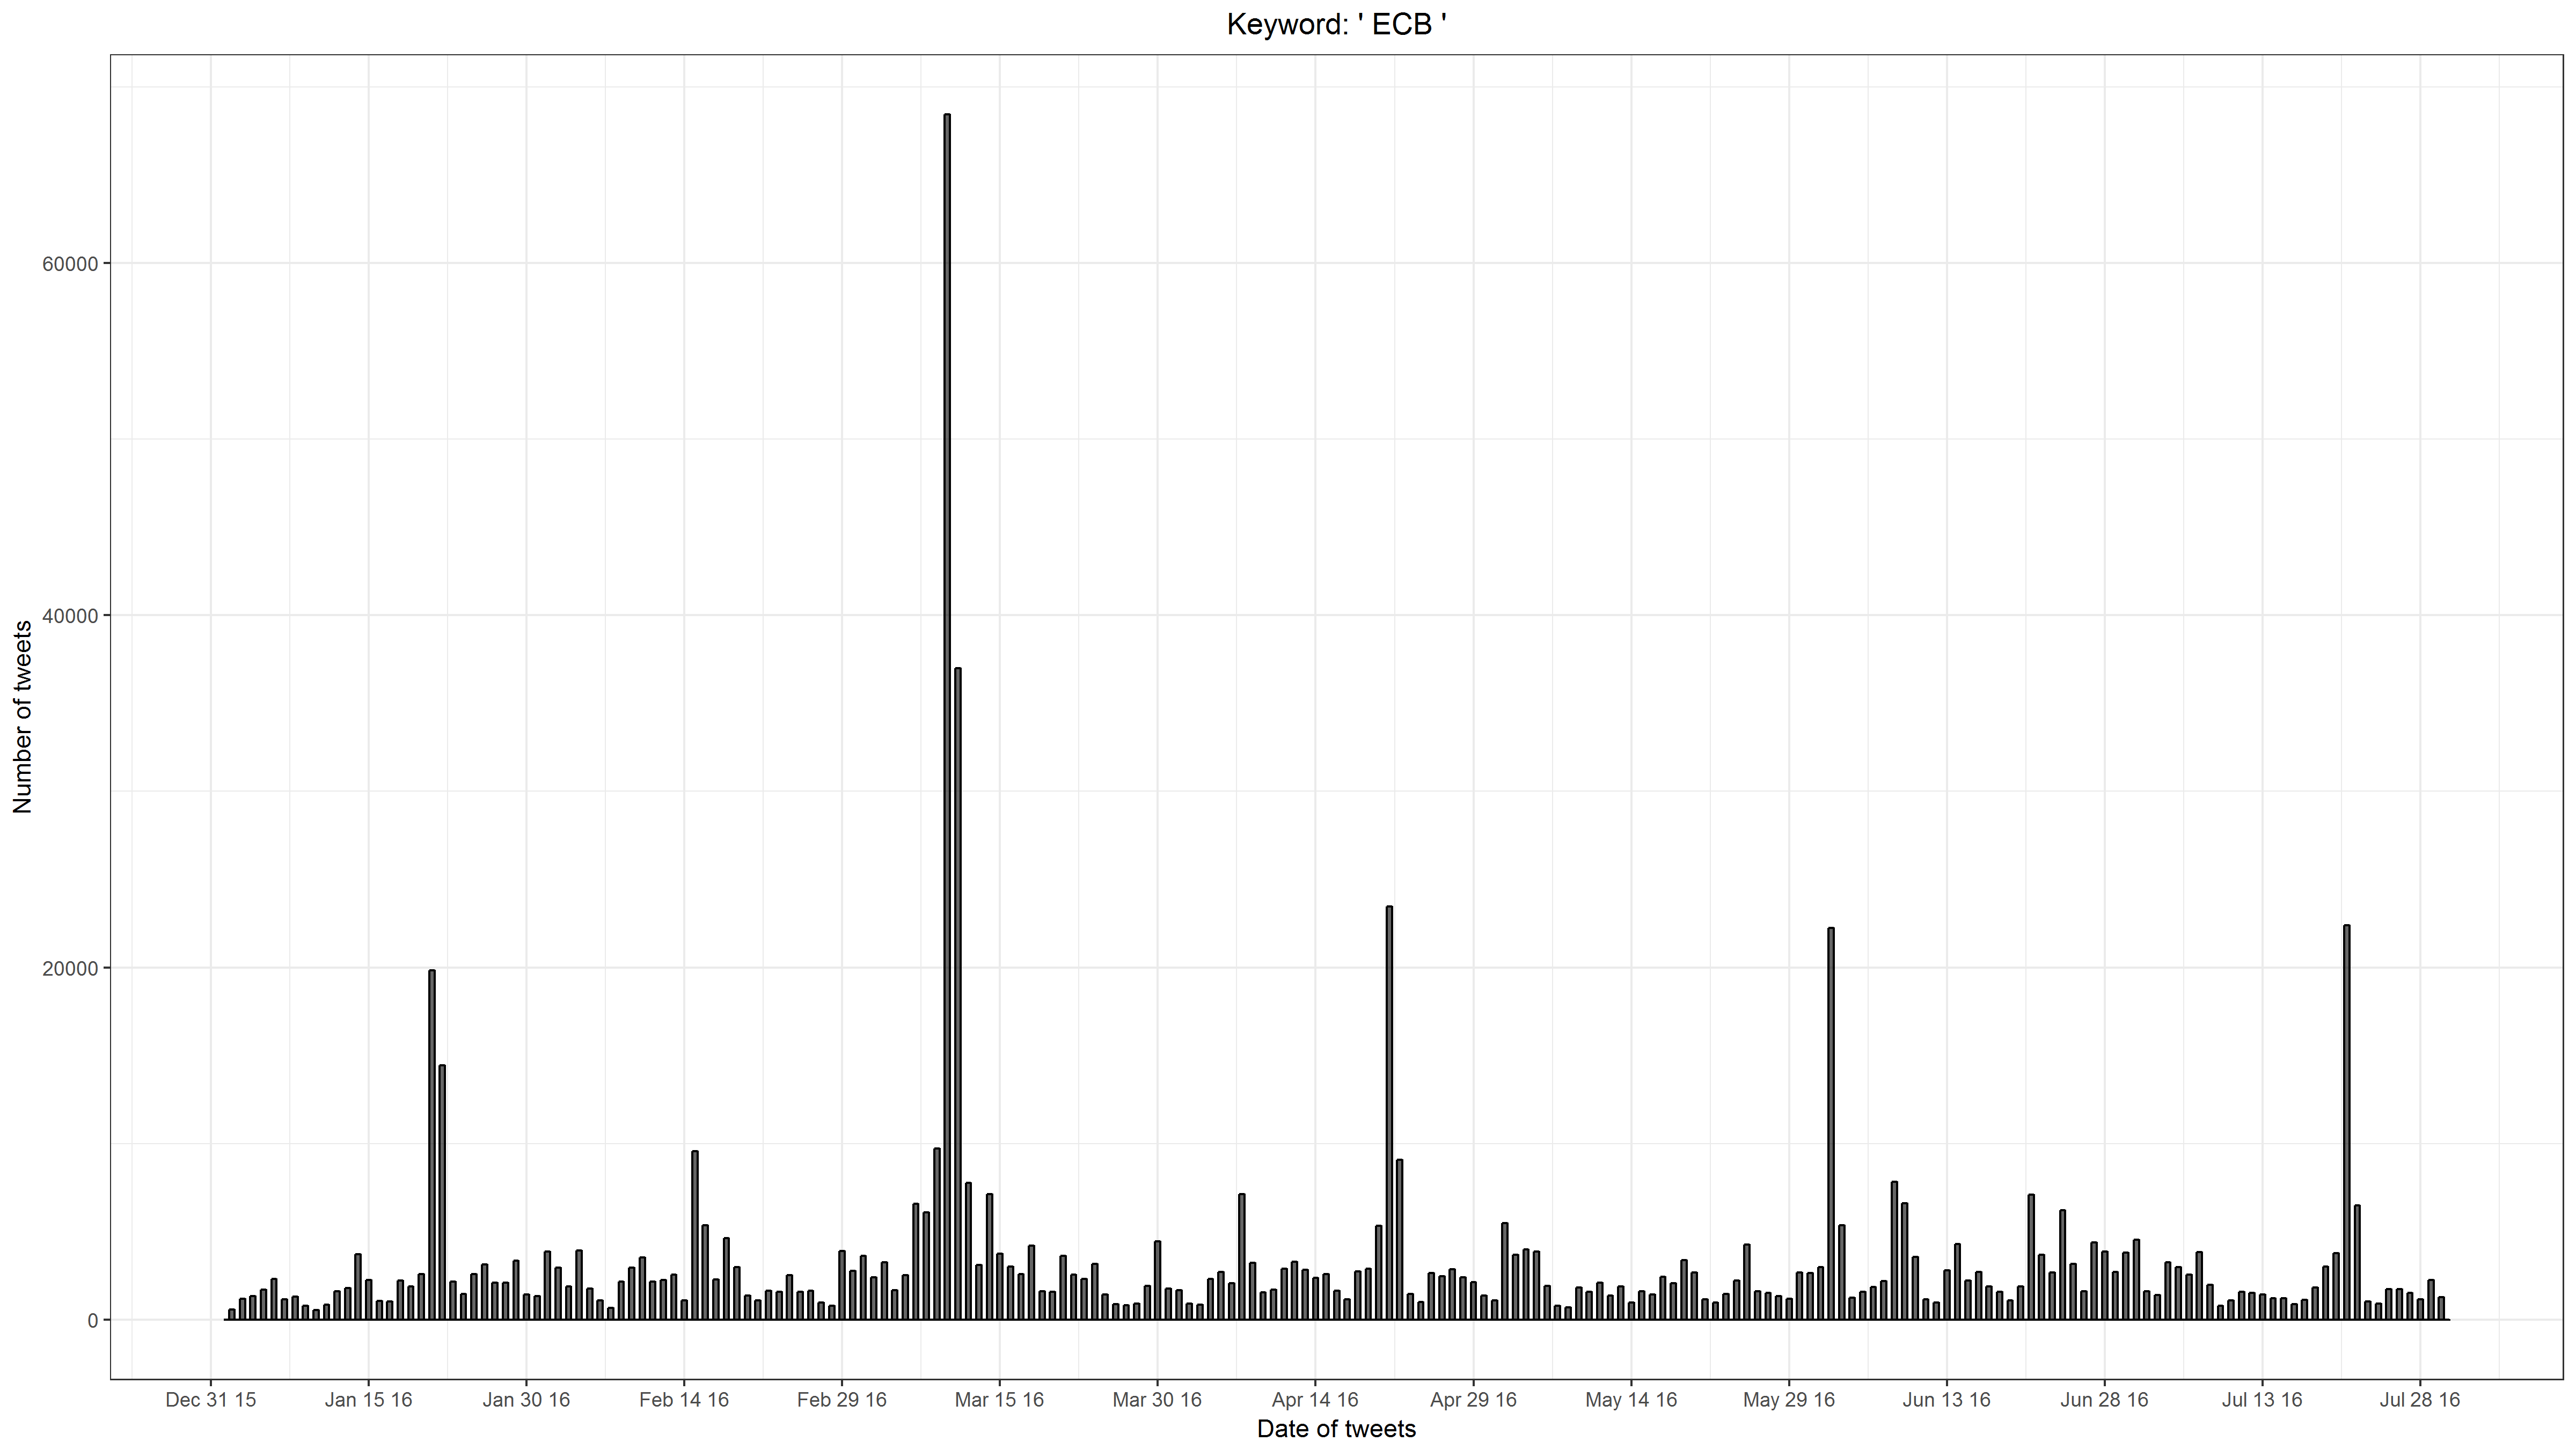 Keyword: ' ECB '
Number of tweets
60000
40000
20000
0
Dec 31 15 Jan 15 16 Jan 30 16 Feb 14 16 Feb 29 16 Mar 15 16 Mar 30 16 Apr 14 16 Apr 29 16 May 14 16 May 29 16 Jun 13 16 Jun 28 16 Jul 13 16 Jul 28 16
Date of tweets